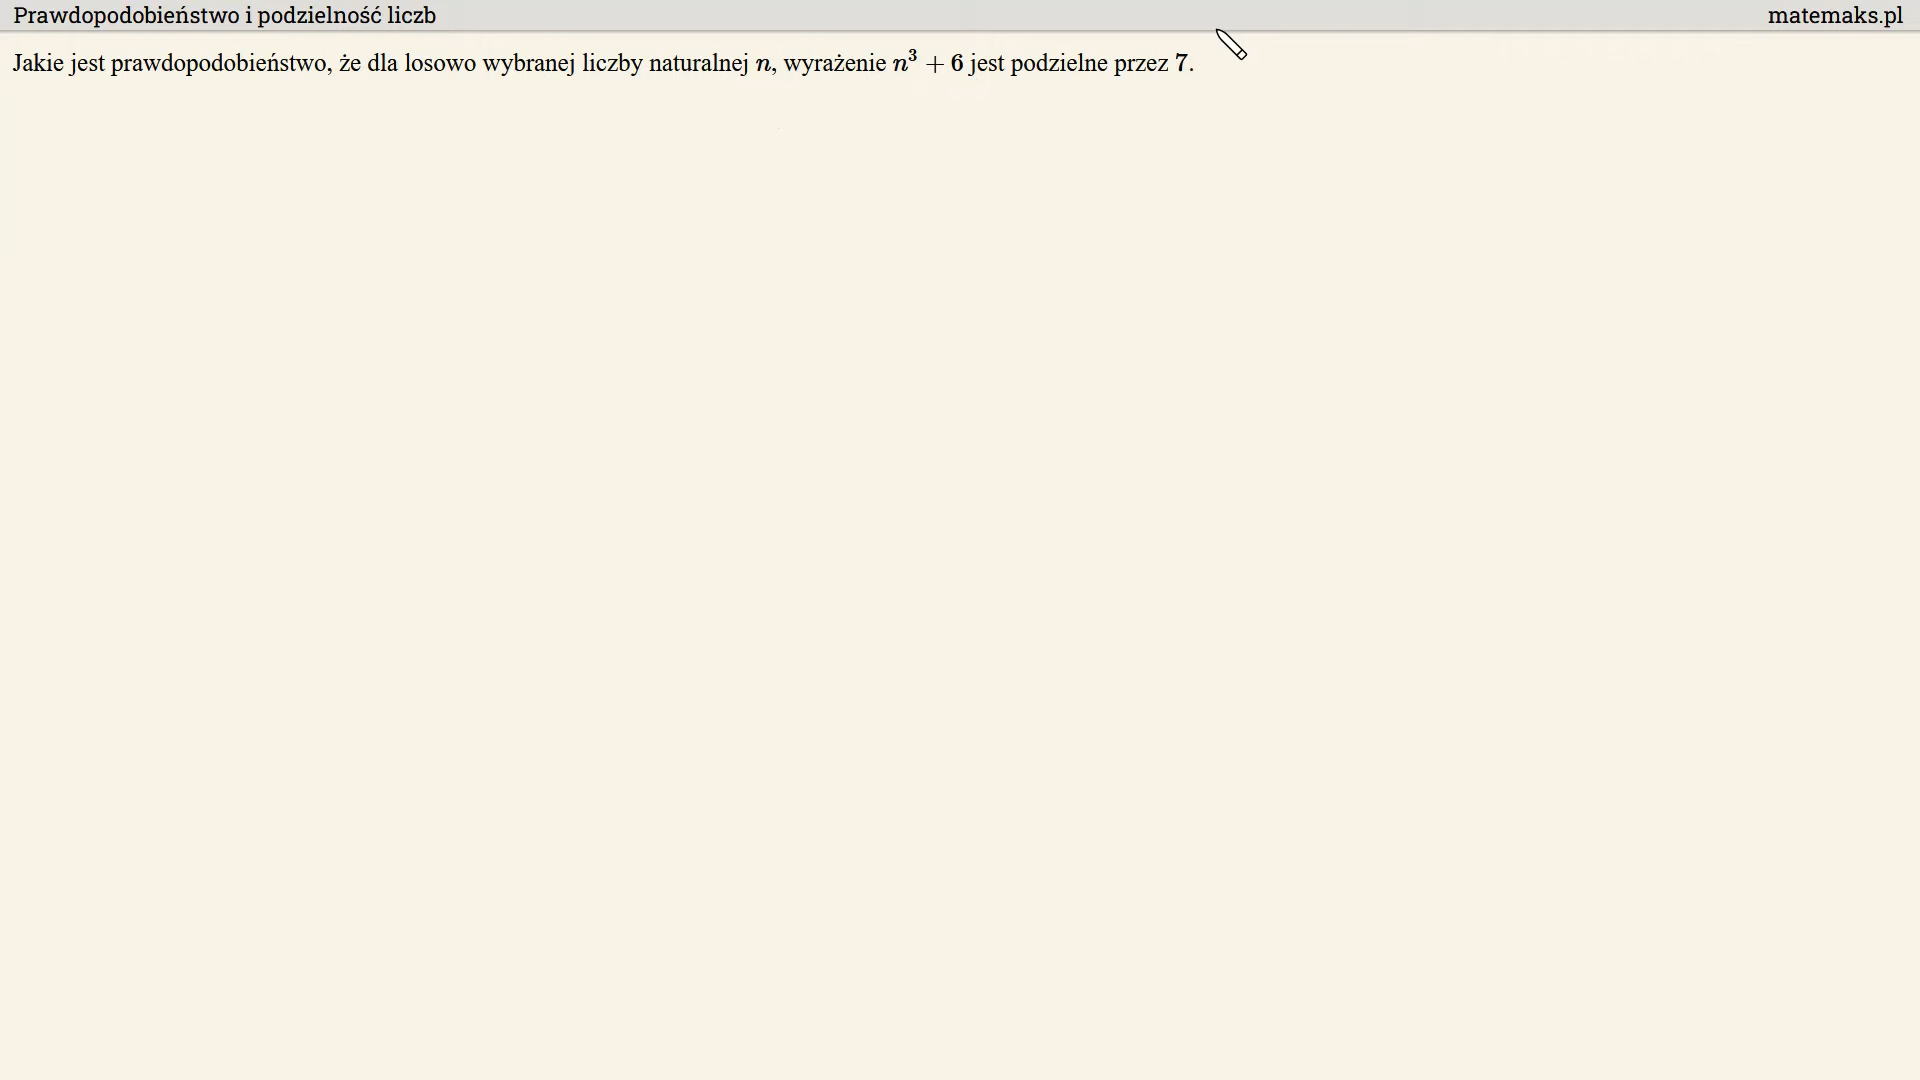 Prawdopodobieństwo i podzielność liczb
matemaks.pl
Jakie jest prawdopodobieństwo, że dla losowo wybranej liczby naturalnej n, wyrażenie n³ + 6 jest podzielne przez 7.